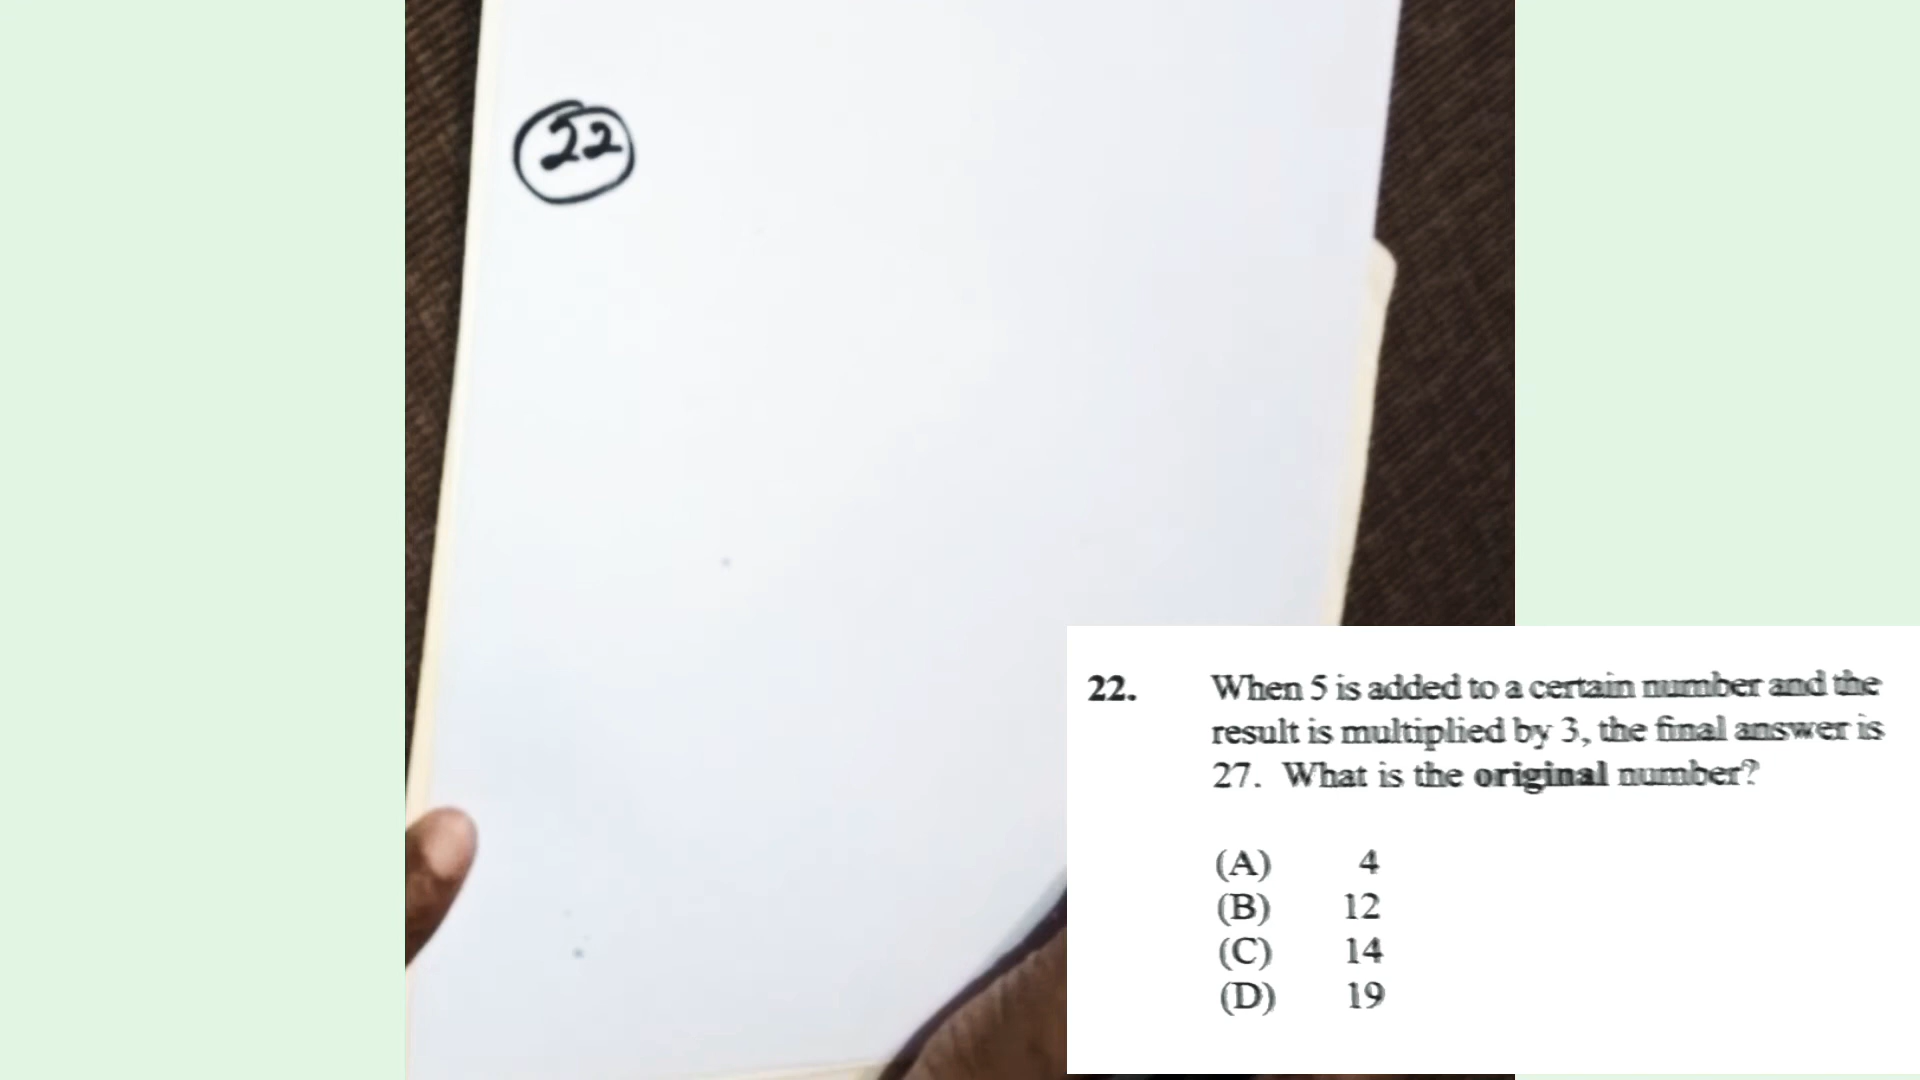 22
22. When 5 is added to a certain number and the
result is multiplied by 3, the final answer is
27. What is the original number?
(A) 4
(B) 12
(C) 14
(D) 19